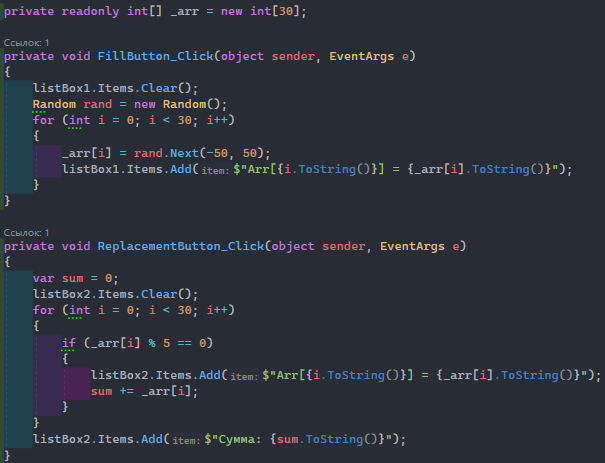 private readonly int[] _arr = new int[30];
Ссылок: 1
private void FillButton_Click(object sender, EventArgs e)
{
listBox1.Items.Clear();
Random rand = new Random();
for (int i = 0; i < 30; i++)
{
_arr[i] = rand.Next(-50, 50);
listBox1.Items.Add(item: $"Arr[{i.ToString()}] = {_arr[i].ToString()}");
}
}
Ссылок: 1
private void ReplacementButton_Click(object sender, EventArgs e)
{
var sum = 0;
listBox2.Items.Clear();
for (int i = 0; i < 30; i++)
{
if (_arr[i] % 5 == 0)
{
listBox2.Items.Add(item: $"Arr[{i.ToString()}] = {_arr[i].ToString()}");
sum += _arr[i];
}
}
listBox2.Items.Add(item: $"Сумма: {sum.ToString()}");
}